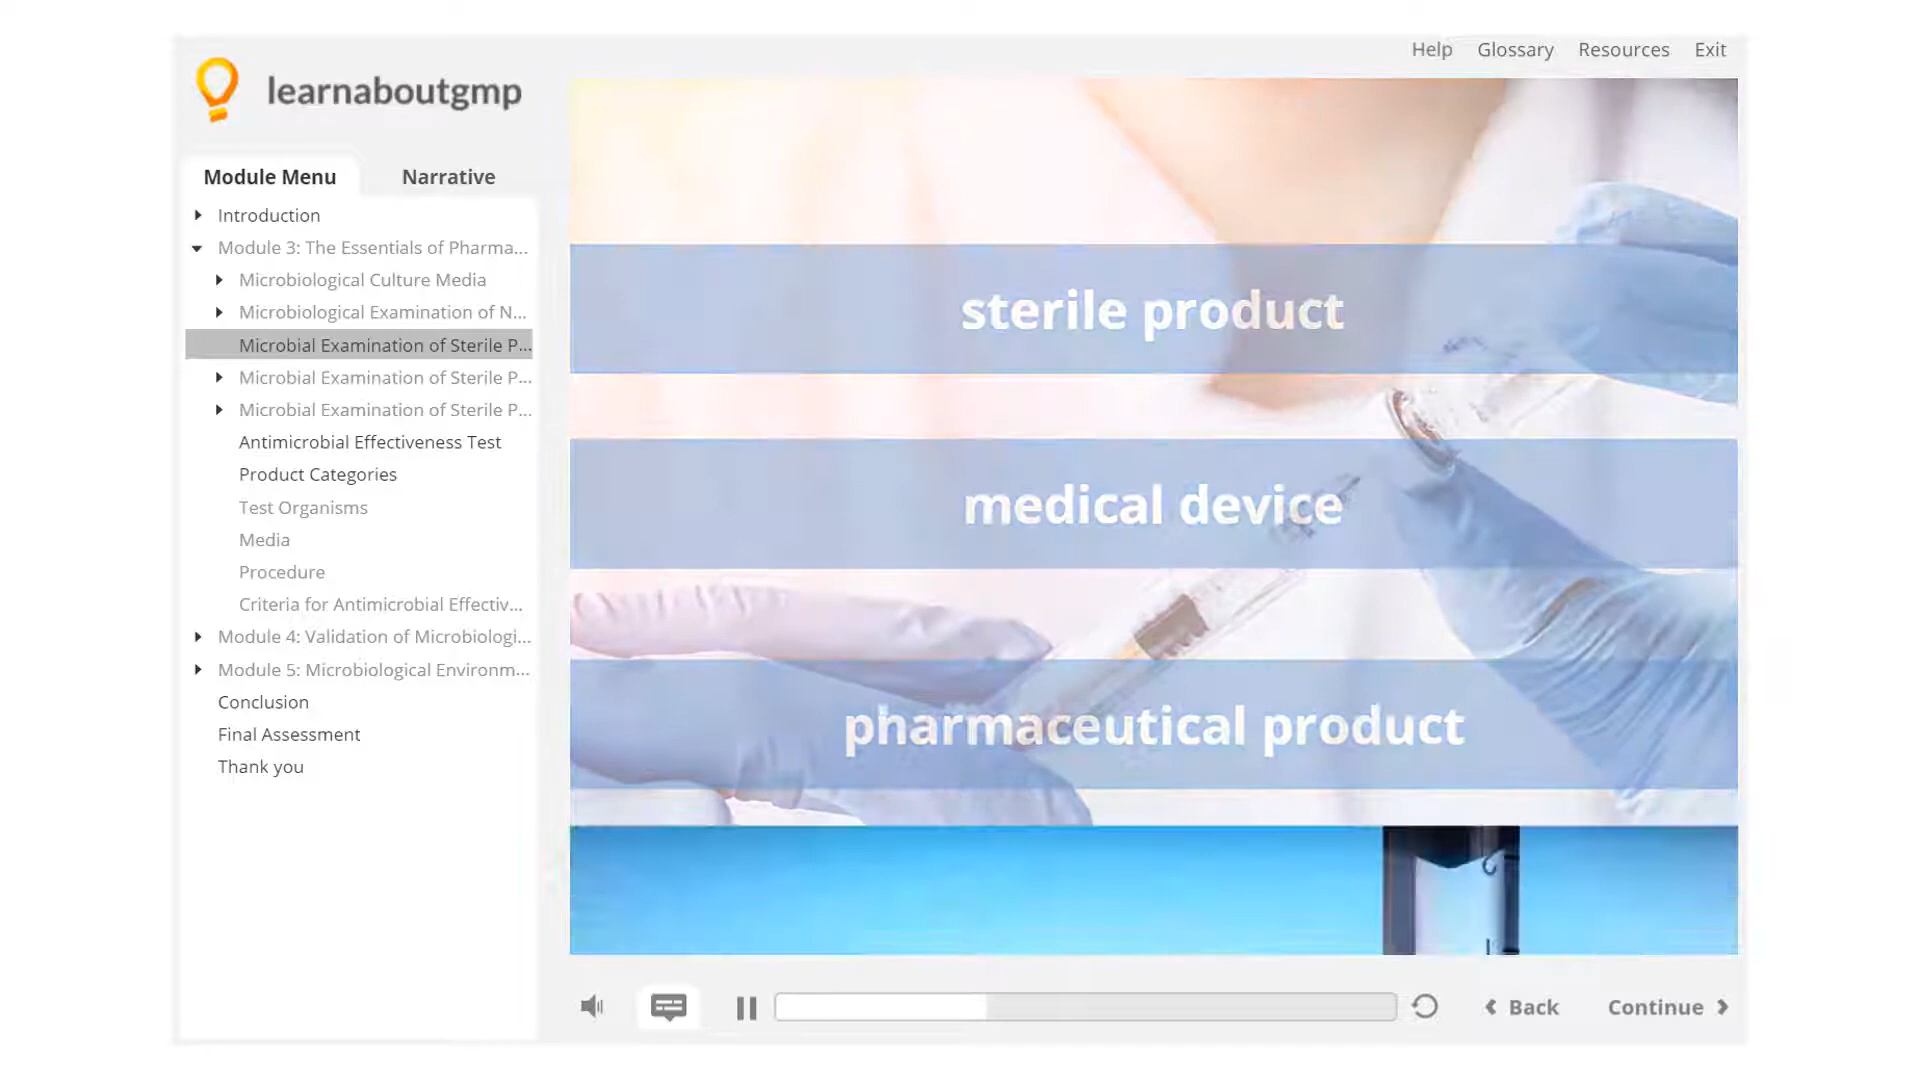 Help Glossary Resources Exit
learnaboutgmp
Module Menu Narrative
Introduction
Module 3: The Essentials of Pharma...
Microbiological Culture Media
Microbiological Examination of N...
Microbial Examination of Sterile P...
Microbial Examination of Sterile P...
Microbial Examination of Sterile P...
Antimicrobial Effectiveness Test
Product Categories
Test Organisms
Media
Procedure
Criteria for Antimicrobial Effectiv...
Module 4: Validation of Microbiologi...
Module 5: Microbiological Environm...
Conclusion
Final Assessment
Thank you
sterile product
medical device
pharmaceutical product
Back Continue